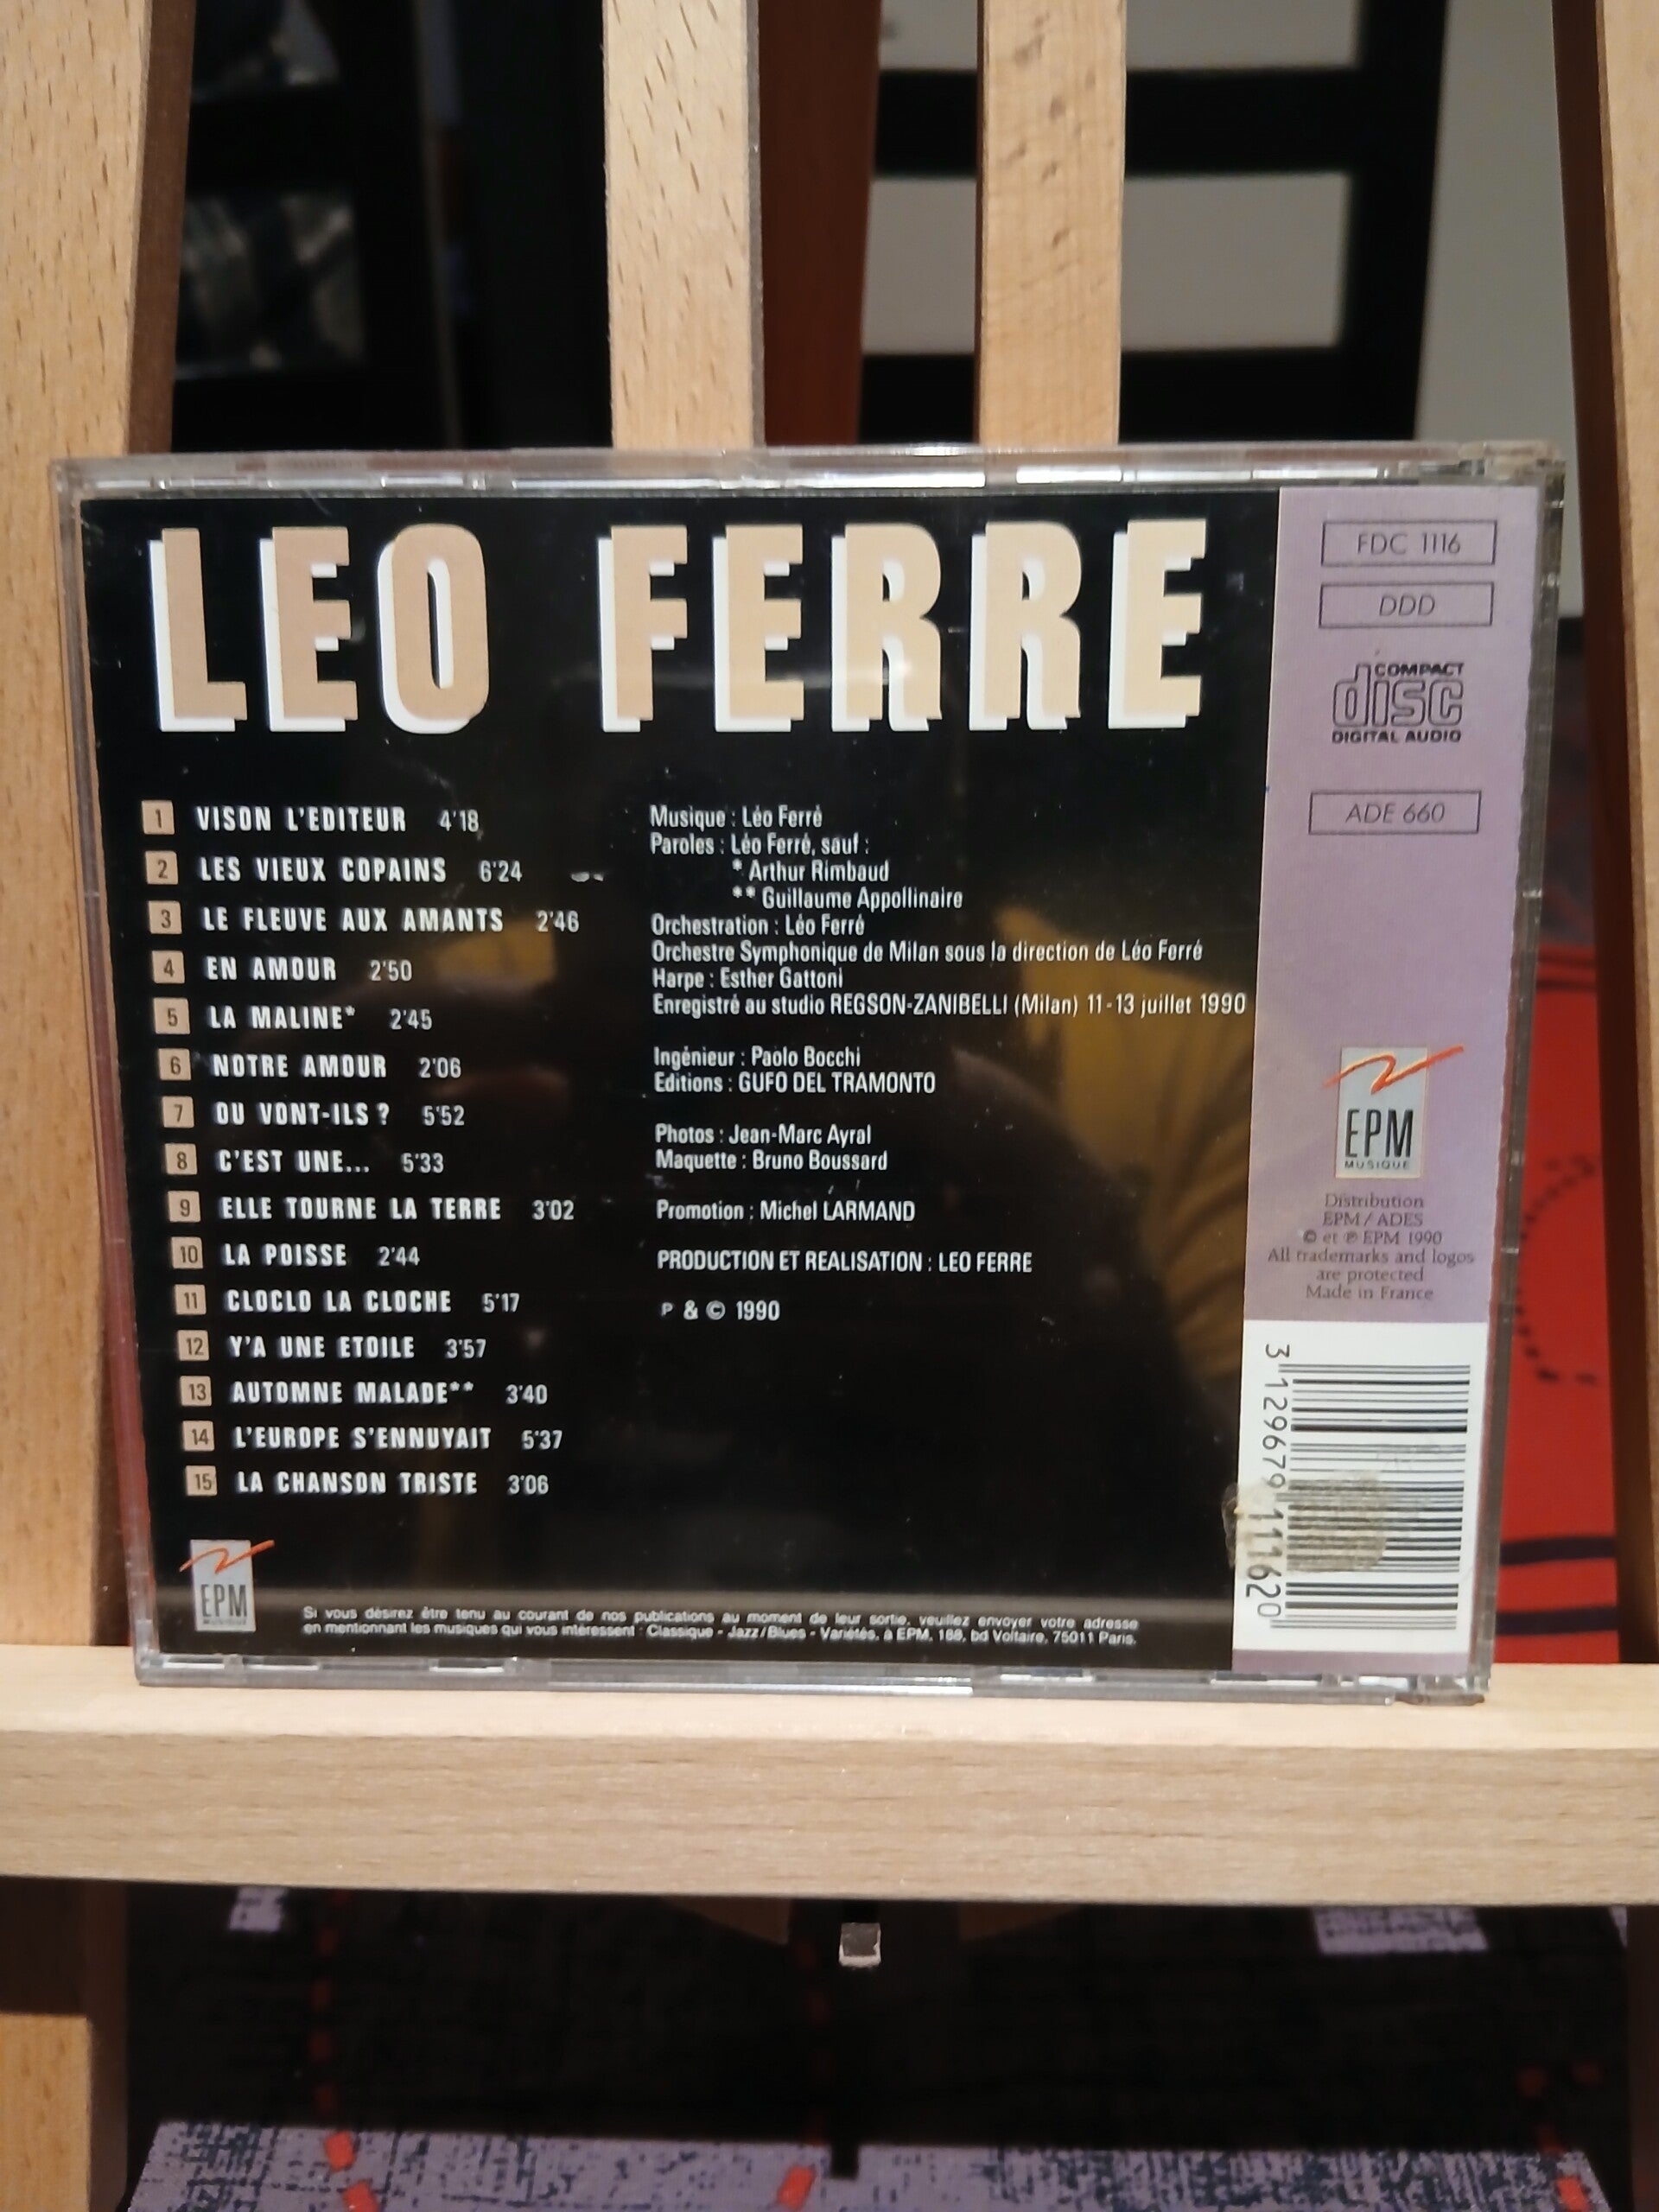 LEO FERRE
1 VISON L'EDITEUR 4'18
2 LES VIEUX COPAINS 6'24
3 LE FLEUVE AUX AMANTS 2'46
4 EN AMOUR 2'50
5 LA MALINE* 2'45
6 NOTRE AMOUR 2'06
7 OU VONT-ILS ? 5'52
8 C'EST UNE... 5'33
9 ELLE TOURNE LA TERRE 3'02
10 LA POISSE 2'44
11 CLOCLO LA CLOCHE 5'17
12 Y'A UNE ETOILE 3'57
13 AUTOMNE MALADE** 3'40
14 L'EUROPE S'ENNUYAIT 5'37
15 LA CHANSON TRISTE 3'06
Musique : Léo Ferré
Paroles : Léo Ferré, sauf :
* Arthur Rimbaud
** Guillaume Appollinaire
Orchestration : Léo Ferré
Orchestre Symphonique de Milan sous la direction de Léo Ferré
Harpe : Esther Gattoni
Enregistré au studio REGSON-ZANIBELLI (Milan) 11-13 juillet 1990
Ingénieur : Paolo Bocchi
Editions : GUFO DEL TRAMONTO
Photos : Jean-Marc Ayral
Maquette : Bruno Boussard
Promotion : Michel LARMAND
PRODUCTION ET REALISATION : LEO FERRE
P & © 1990
EPM
MUSIQUE
Si vous désirez être tenu au courant de nos publications au moment de leur sortie, veuillez envoyer votre adresse
en mentionnant les musiques qui vous intéressent : Classique - Jazz/Blues - Variétés, à EPM, 188, bd Voltaire, 75011 Paris.
FDC 1116
DDD
COMPACT
disc
DIGITAL AUDIO
ADE 660
EPM
MUSIQUE
Distribution
EPM / ADES
© et ℗ EPM 1990
All trademarks and logos
are protected
Made in France
3 129679 111620